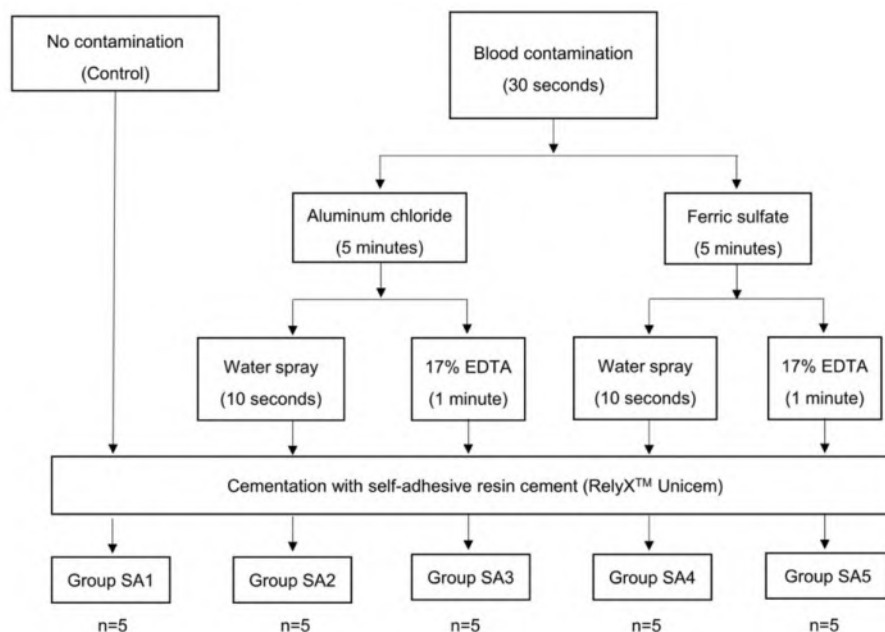 No contamination
(Control)
Blood contamination
(30 seconds)
Aluminum chloride
(5 minutes)
Ferric sulfate
(5 minutes)
Water spray
(10 seconds)
17% EDTA
(1 minute)
Water spray
(10 seconds)
17% EDTA
(1 minute)
Cementation with self-adhesive resin cement (RelyX™ Unicem)
Group SA1
Group SA2
Group SA3
Group SA4
Group SA5
n=5
n=5
n=5
n=5
n=5